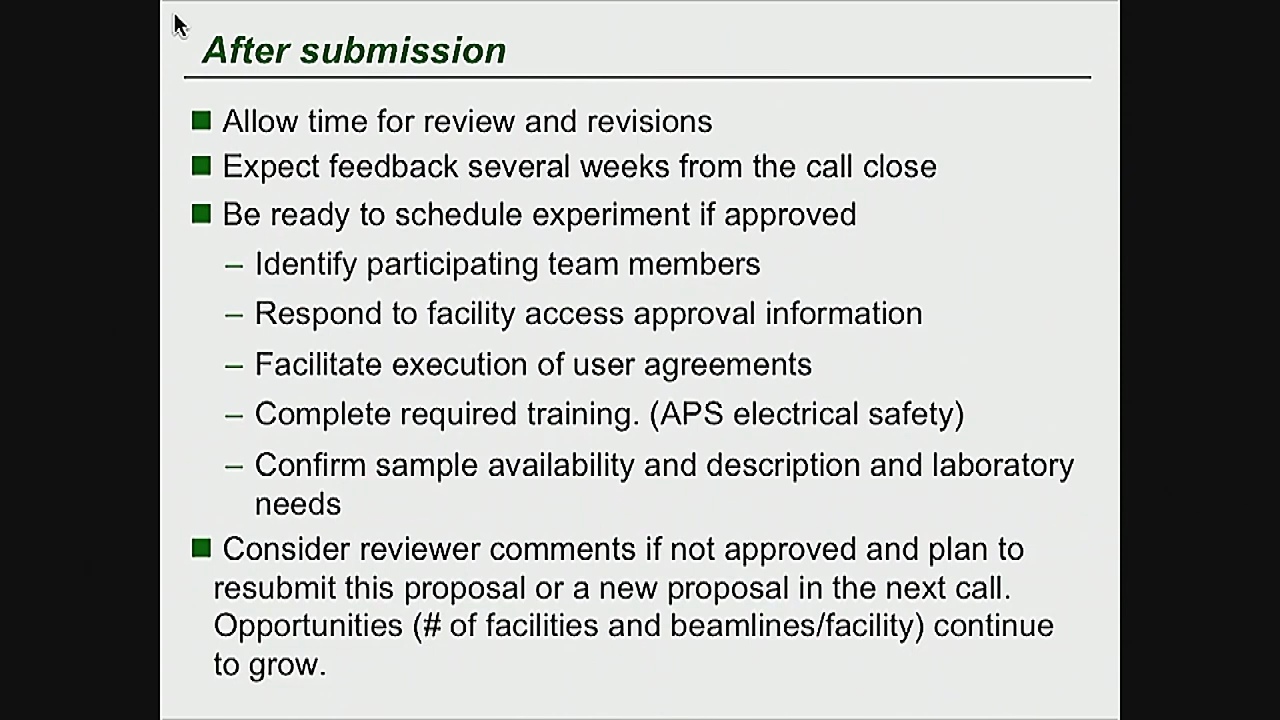 After submission
Allow time for review and revisions
Expect feedback several weeks from the call close
Be ready to schedule experiment if approved
– Identify participating team members
– Respond to facility access approval information
– Facilitate execution of user agreements
– Complete required training. (APS electrical safety)
– Confirm sample availability and description and laboratory
needs
Consider reviewer comments if not approved and plan to
resubmit this proposal or a new proposal in the next call.
Opportunities (# of facilities and beamlines/facility) continue
to grow.